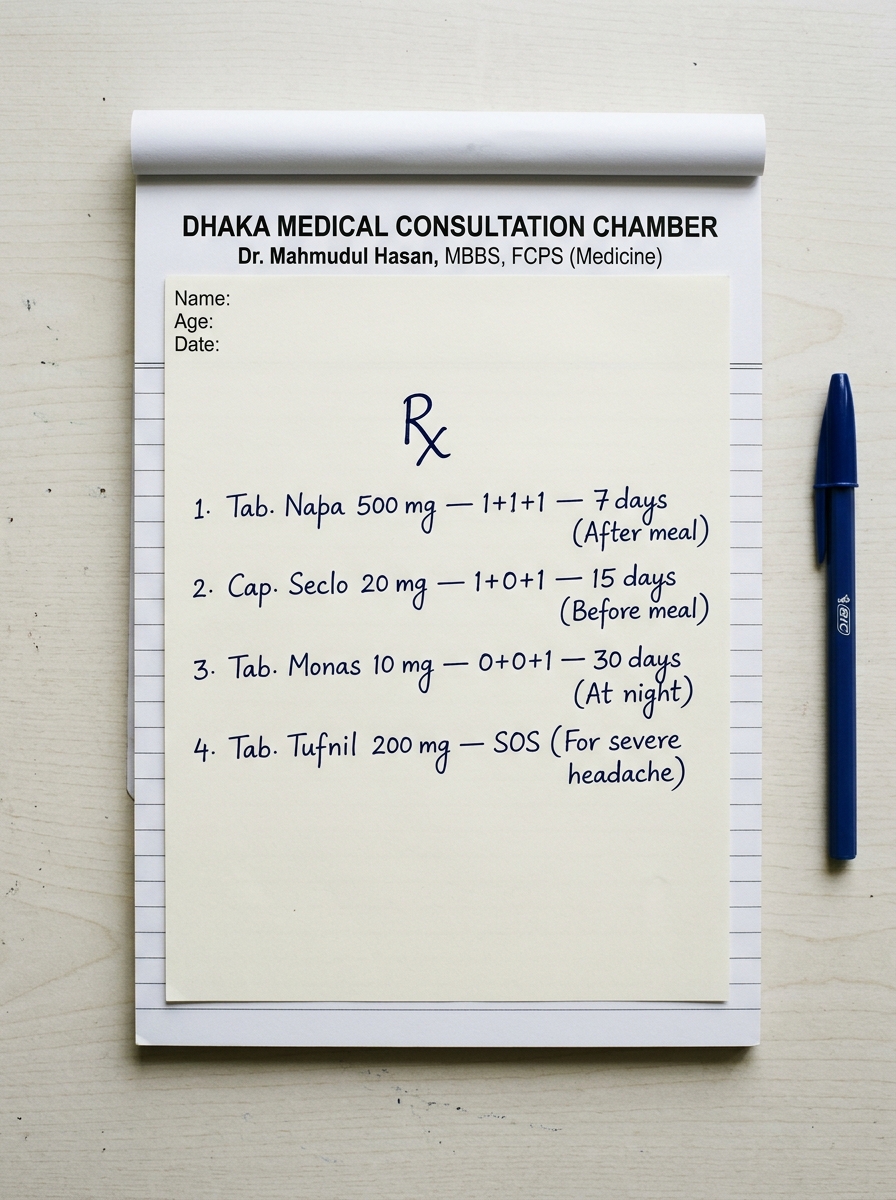 DHAKA MEDICAL CONSULTATION CHAMBER
Dr. Mahmudul Hasan, MBBS, FCPS (Medicine)
Name:
Age:
Date:
Rx
1. Tab. Napa 500 mg — 1+1+1 — 7 days
(After meal)
2. Cap. Seclo 20 mg — 1+0+1 — 15 days
(Before meal)
3. Tab. Monas 10 mg — 0+0+1 — 30 days
(At night)
4. Tab. Tufnil 200 mg — SOS (For severe
headache)
BIC